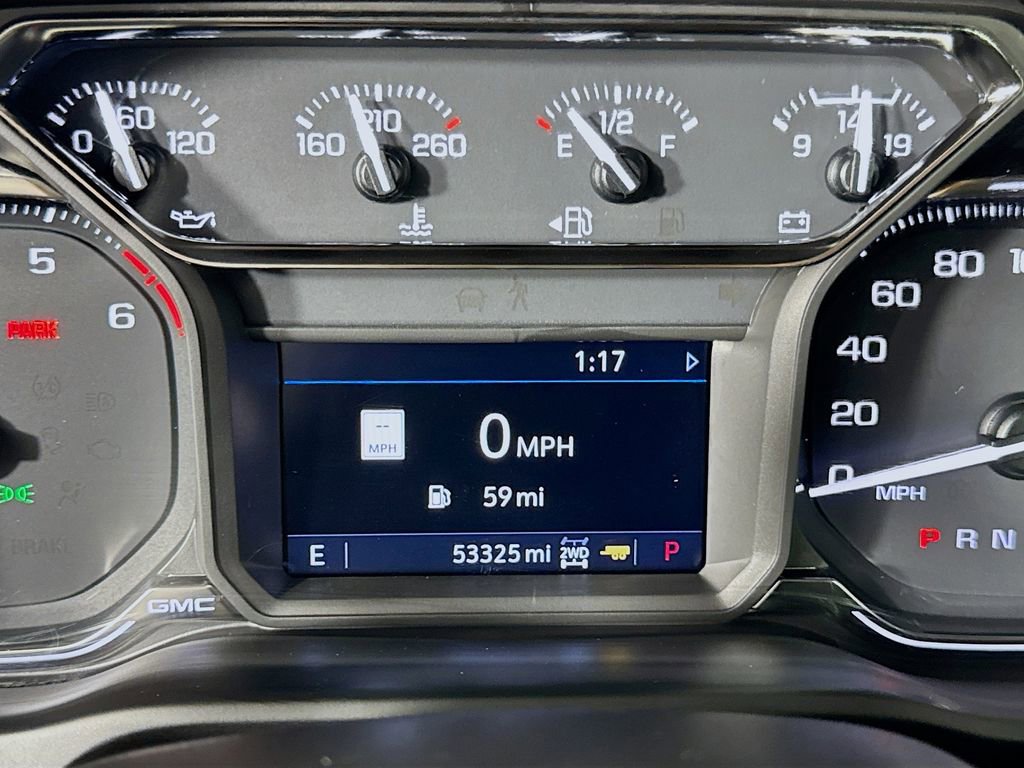 0 60 120
160 210 260
E 1/2 F
9 14 19
5
6
PARK
BRAKE
GMC
1:17
--
MPH
0 MPH
59 mi
E 53325 mi 2WD P
80
60
40
20
0
MPH
P R N